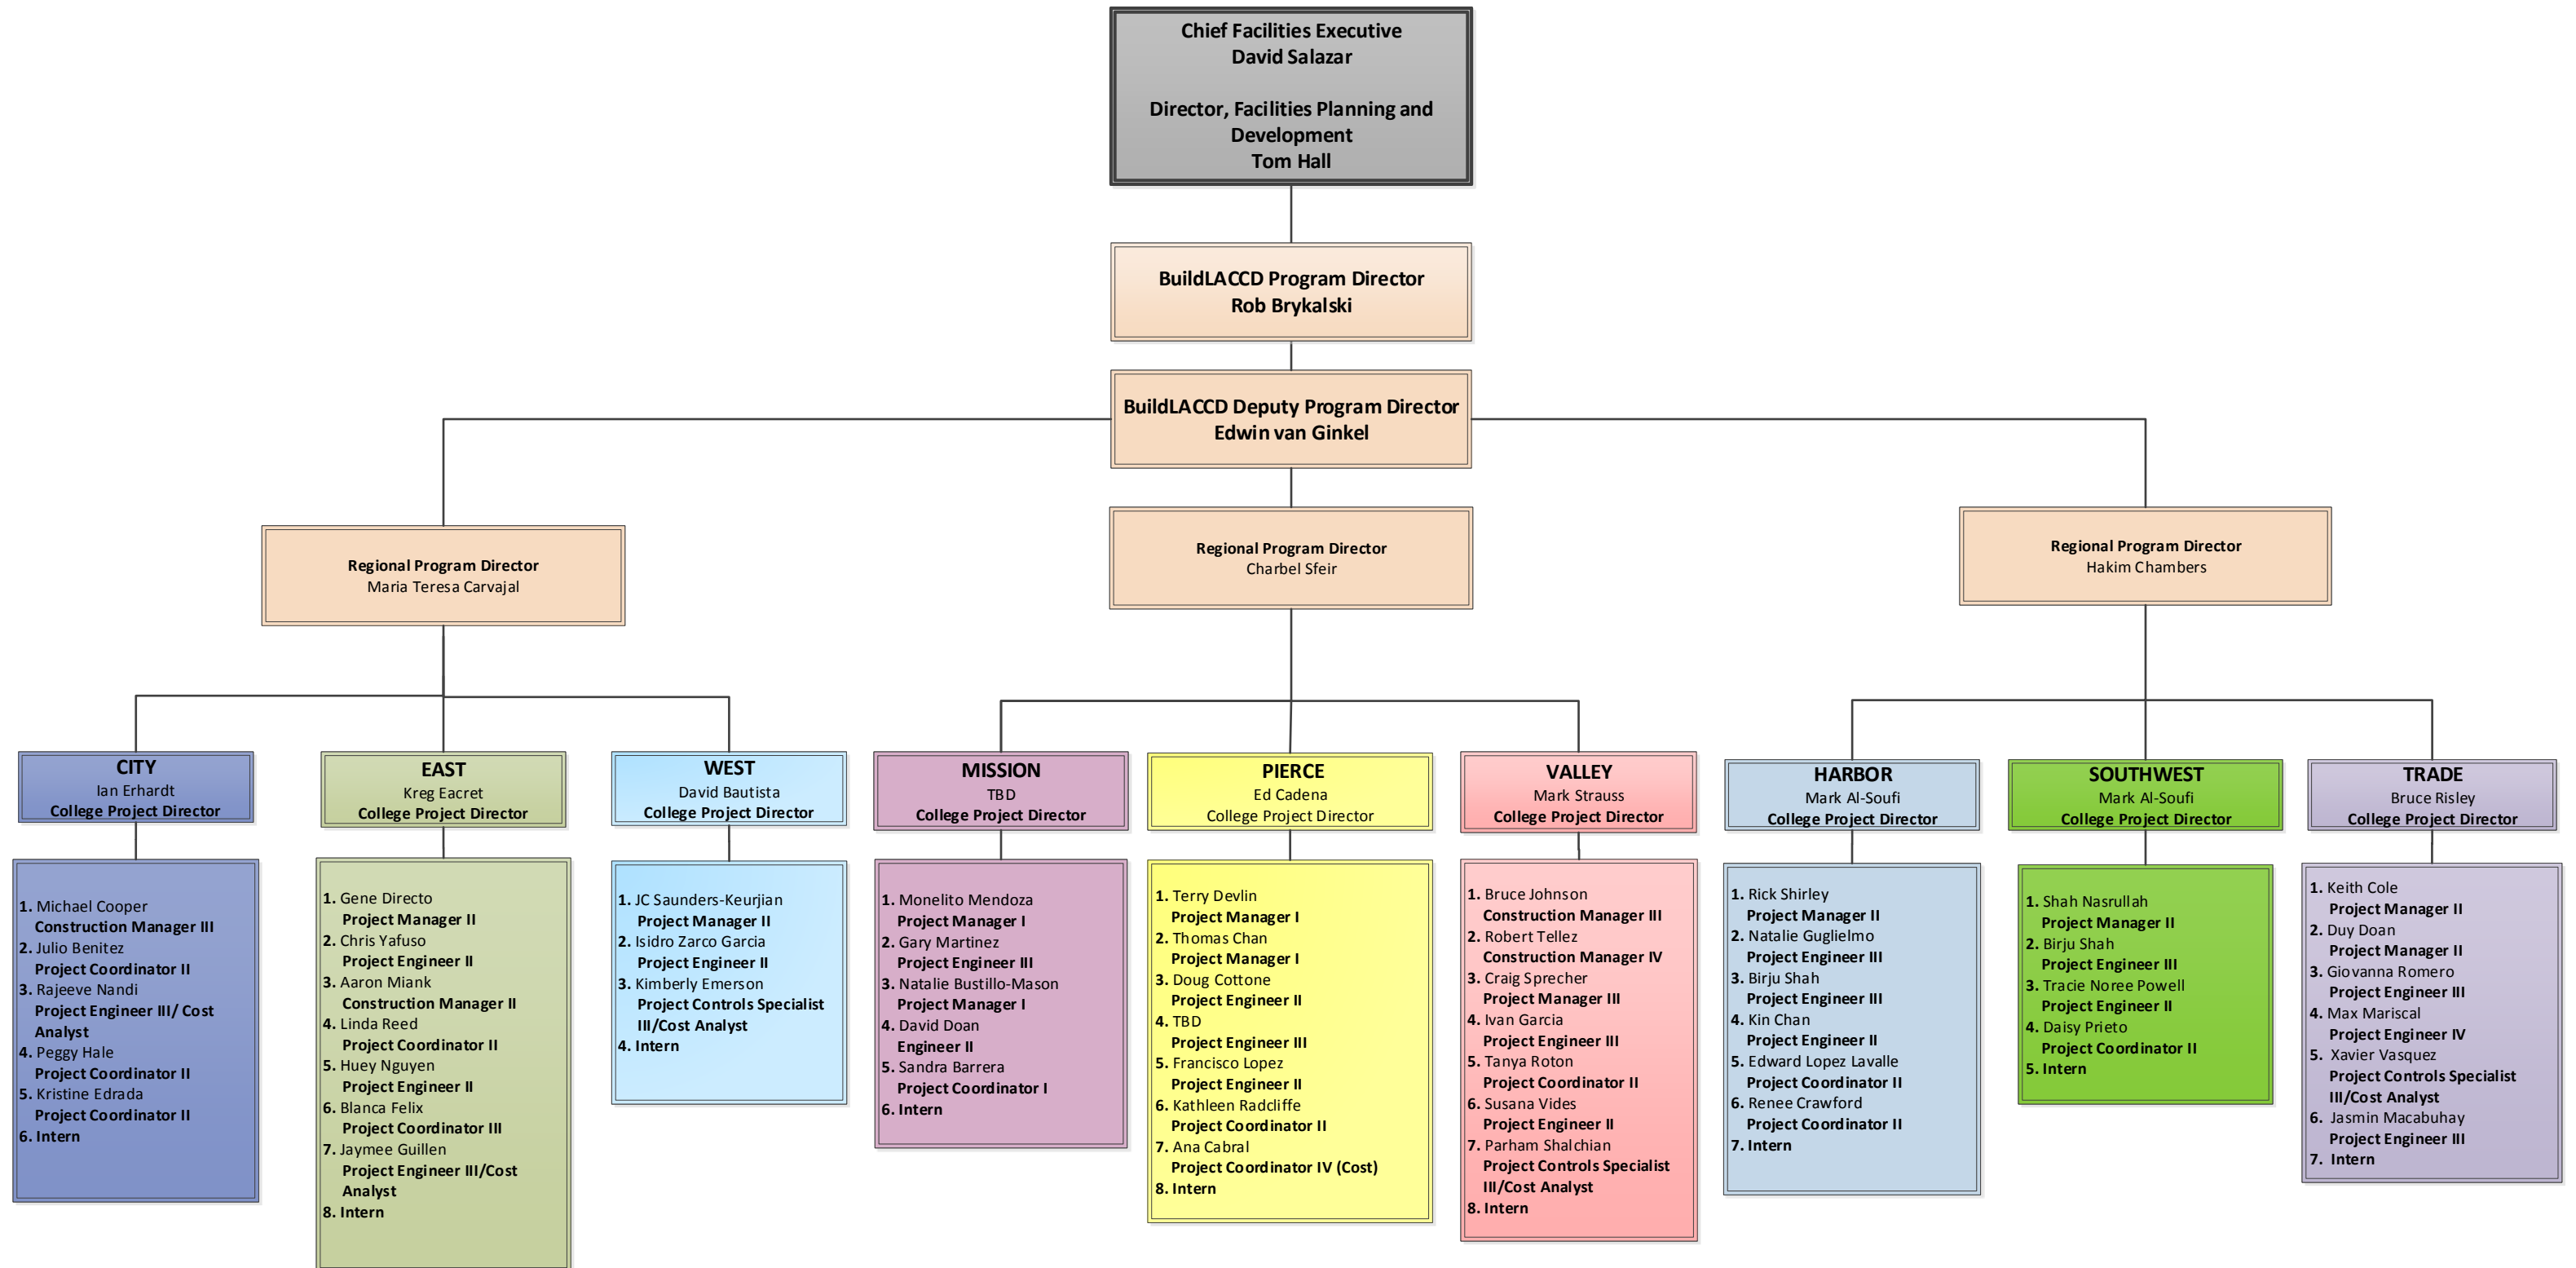 Chief Facilities Executive
David Salazar
Director, Facilities Planning and
Development
Tom Hall
BuildLACCD Program Director
Rob Brykalski
BuildLACCD Deputy Program Director
Edwin van Ginkel
Regional Program Director
Maria Teresa Carvajal
Regional Program Director
Charbel Sfeir
Regional Program Director
Hakim Chambers
CITY
Ian Erhardt
College Project Director
EAST
Kreg Eacret
College Project Director
WEST
David Bautista
College Project Director
MISSION
TBD
College Project Director
PIERCE
Ed Cadena
College Project Director
VALLEY
Mark Strauss
College Project Director
HARBOR
Mark Al-Soufi
College Project Director
SOUTHWEST
Mark Al-Soufi
College Project Director
TRADE
Bruce Risley
College Project Director
1. Michael Cooper
Construction Manager III
2. Julio Benitez
Project Coordinator II
3. Rajeeve Nandi
Project Engineer III/ Cost
Analyst
4. Peggy Hale
Project Coordinator II
5. Kristine Edrada
Project Coordinator II
6. Intern
1. Gene Directo
Project Manager II
2. Chris Yafuso
Project Engineer II
3. Aaron Miank
Construction Manager II
4. Linda Reed
Project Coordinator II
5. Huey Nguyen
Project Engineer II
6. Blanca Felix
Project Coordinator III
7. Jaymee Guillen
Project Engineer III/Cost
Analyst
8. Intern
1. JC Saunders-Keurjian
Project Manager II
2. Isidro Zarco Garcia
Project Engineer II
3. Kimberly Emerson
Project Controls Specialist
III/Cost Analyst
4. Intern
1. Monelito Mendoza
Project Manager I
2. Gary Martinez
Project Engineer III
3. Natalie Bustillo-Mason
Project Manager I
4. David Doan
Engineer II
5. Sandra Barrera
Project Coordinator I
6. Intern
1. Terry Devlin
Project Manager I
2. Thomas Chan
Project Manager I
3. Doug Cottone
Project Engineer II
4. TBD
Project Engineer III
5. Francisco Lopez
Project Engineer II
6. Kathleen Radcliffe
Project Coordinator II
7. Ana Cabral
Project Coordinator IV (Cost)
8. Intern
1. Bruce Johnson
Construction Manager III
2. Robert Tellez
Construction Manager IV
3. Craig Sprecher
Project Manager III
4. Ivan Garcia
Project Engineer III
5. Tanya Roton
Project Coordinator II
6. Susana Vides
Project Engineer II
7. Parham Shalchian
Project Controls Specialist
III/Cost Analyst
8. Intern
1. Rick Shirley
Project Manager II
2. Natalie Guglielmo
Project Engineer III
3. Birju Shah
Project Engineer III
4. Kin Chan
Project Engineer II
5. Edward Lopez Lavalle
Project Coordinator II
6. Renee Crawford
Project Coordinator II
7. Intern
1. Shah Nasrullah
Project Manager II
2. Birju Shah
Project Engineer III
3. Tracie Noree Powell
Project Engineer II
4. Daisy Prieto
Project Coordinator II
5. Intern
1. Keith Cole
Project Manager II
2. Duy Doan
Project Manager II
3. Giovanna Romero
Project Engineer III
4. Max Mariscal
Project Engineer IV
5. Xavier Vasquez
Project Controls Specialist
III/Cost Analyst
6. Jasmin Macabuhay
Project Engineer III
7. Intern